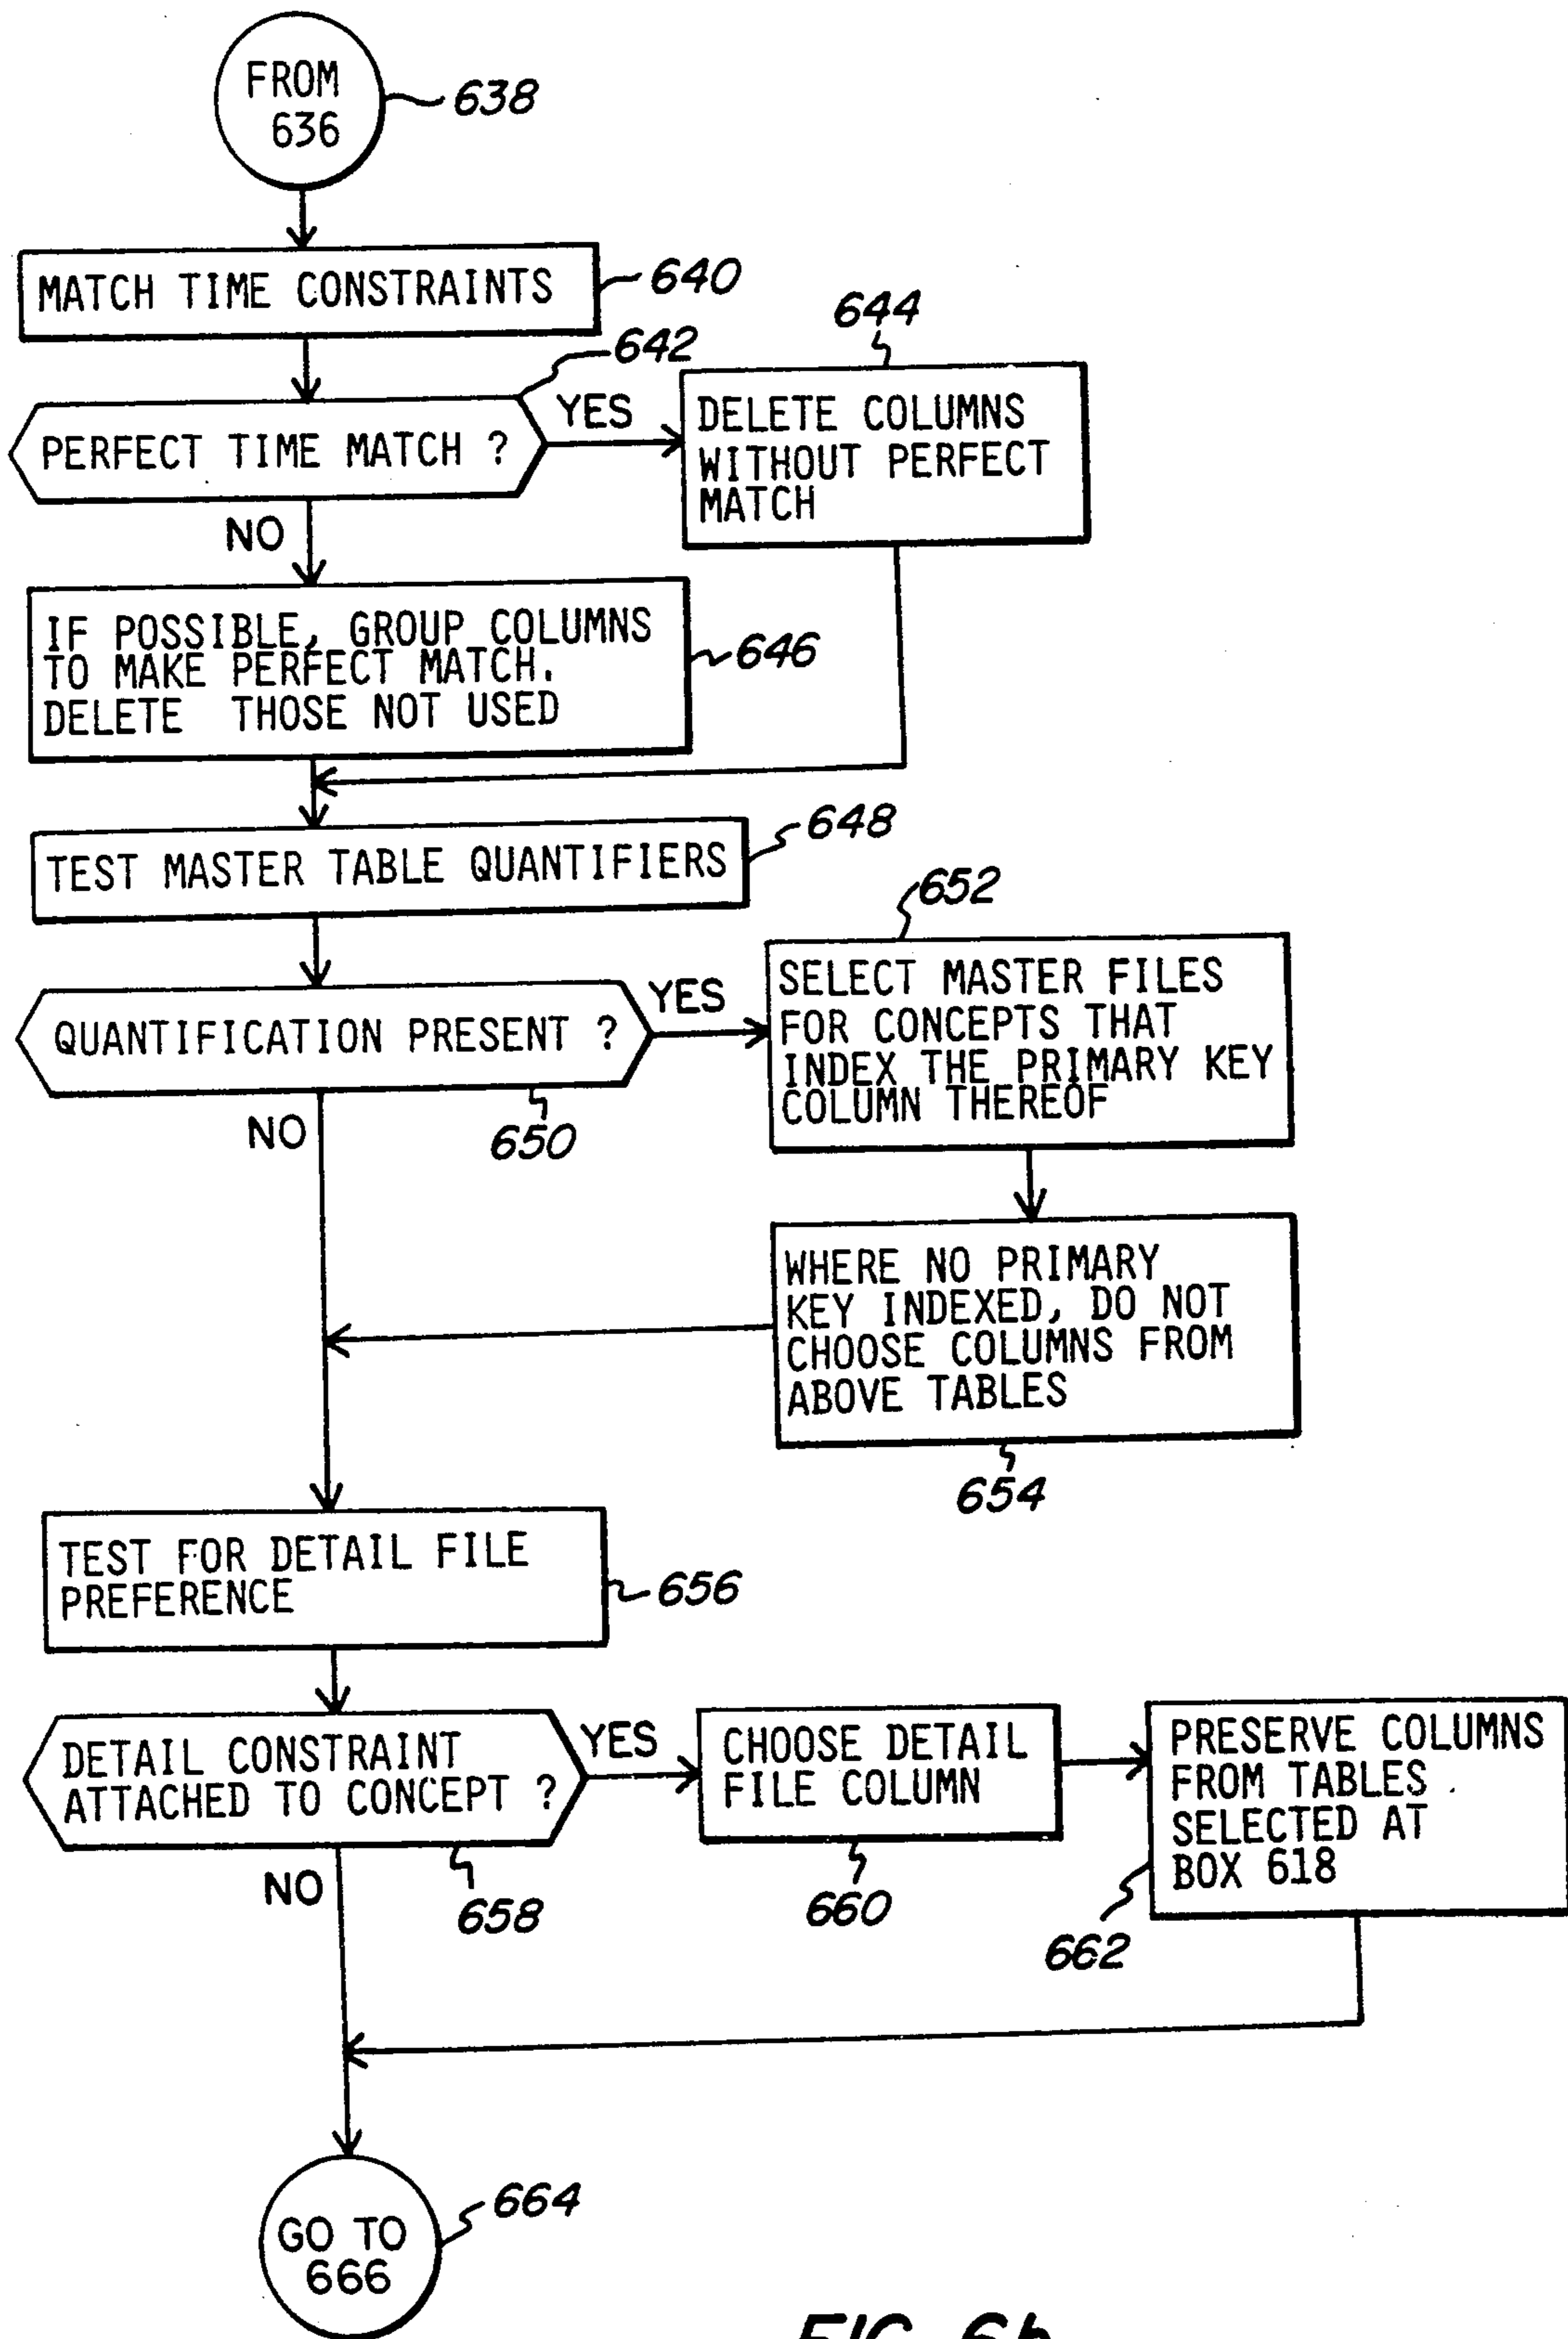 FROM
636
638
MATCH TIME CONSTRAINTS
640
642
644
PERFECT TIME MATCH ?
YES
DELETE COLUMNS
WITHOUT PERFECT
MATCH
NO
IF POSSIBLE, GROUP COLUMNS
TO MAKE PERFECT MATCH.
DELETE THOSE NOT USED
646
TEST MASTER TABLE QUANTIFIERS
648
652
QUANTIFICATION PRESENT ?
YES
SELECT MASTER FILES
FOR CONCEPTS THAT
INDEX THE PRIMARY KEY
COLUMN THEREOF
NO
650
WHERE NO PRIMARY
KEY INDEXED, DO NOT
CHOOSE COLUMNS FROM
ABOVE TABLES
654
TEST FOR DETAIL FILE
PREFERENCE
656
DETAIL CONSTRAINT
ATTACHED TO CONCEPT ?
YES
CHOOSE DETAIL
FILE COLUMN
PRESERVE COLUMNS
FROM TABLES
SELECTED AT
BOX 618
NO
658
660
662
GO TO
666
664
FIG. 6b